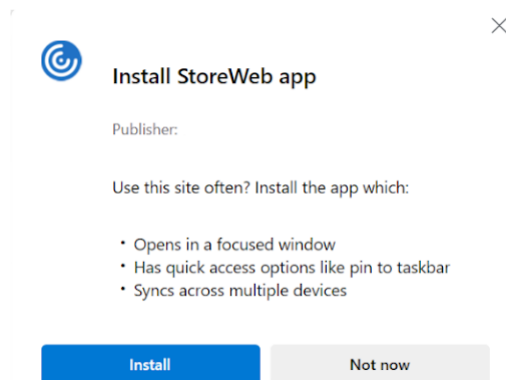 Install StoreWeb app
Publisher:
Use this site often? Install the app which:
• Opens in a focused window
• Has quick access options like pin to taskbar
• Syncs across multiple devices
Install Not now